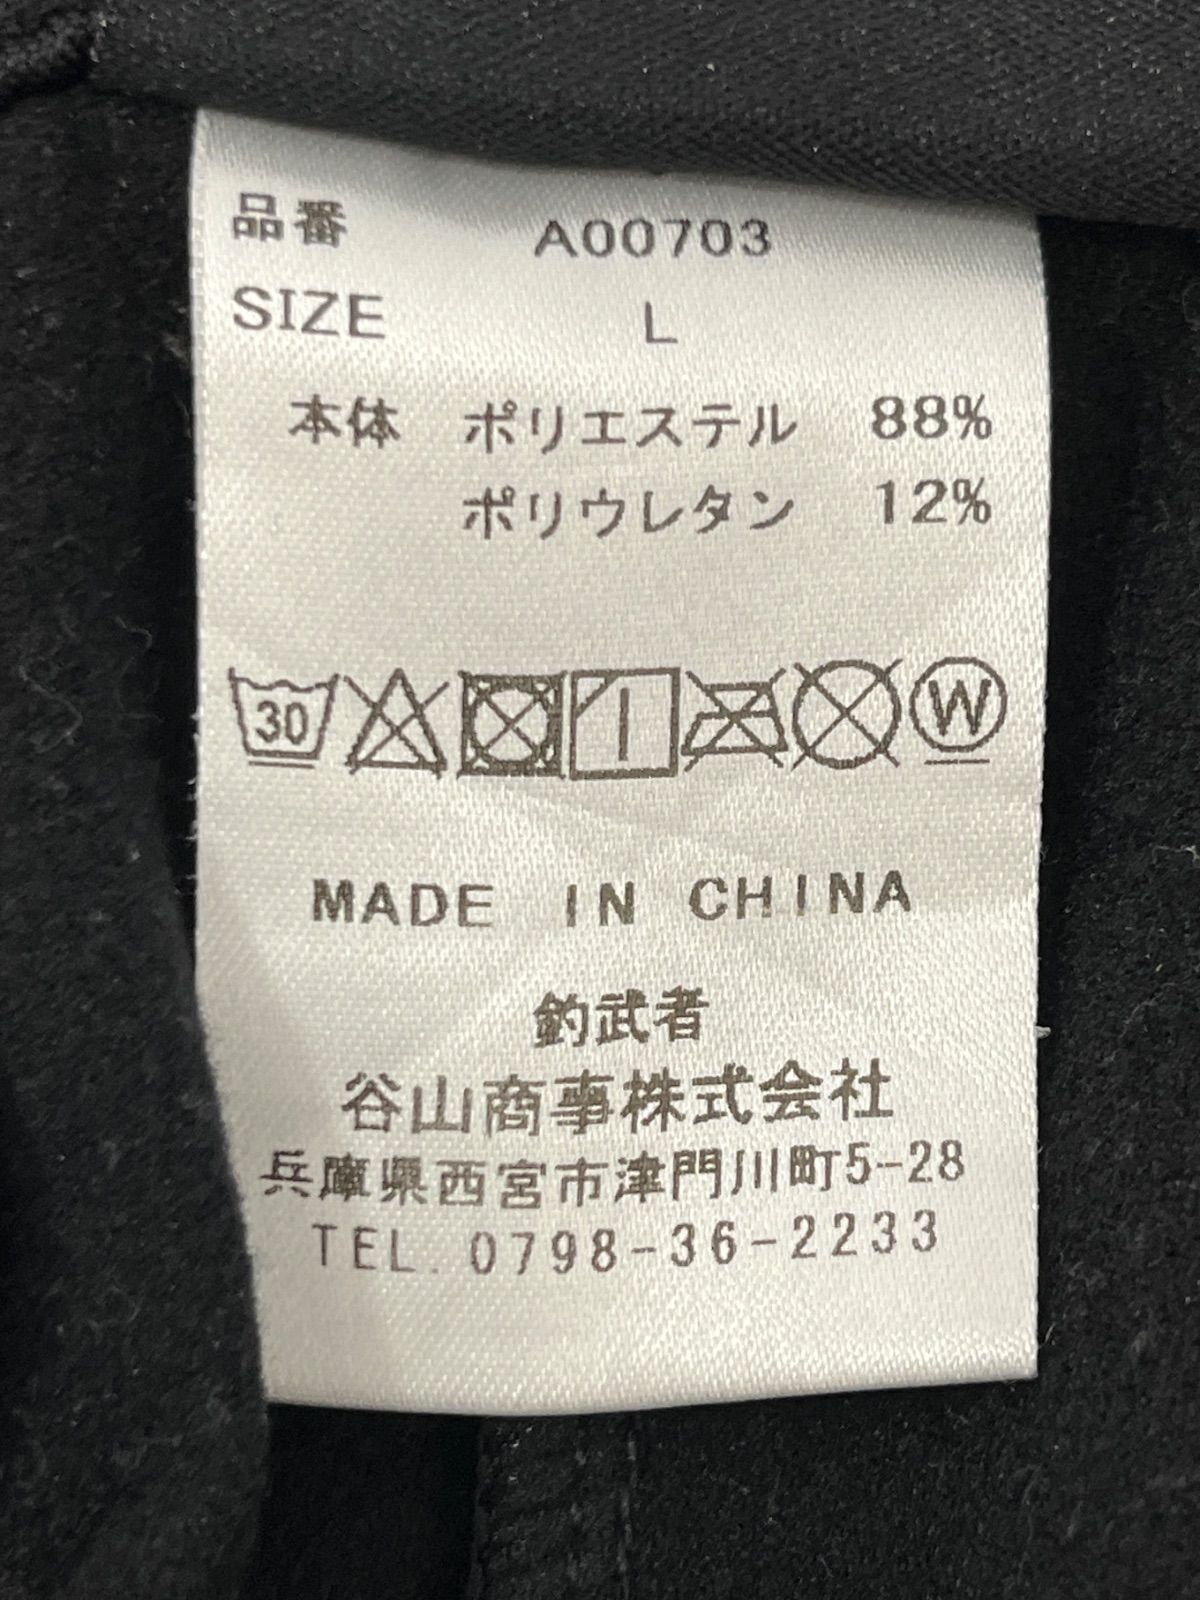 品番 A00703
SIZE L
本体 ポリエステル 88%
ポリウレタン 12%
30 W
MADE IN CHINA
釣武者
谷山商事株式会社
兵庫県西宮市津門川町5-28
TEL. 0798-36-2233